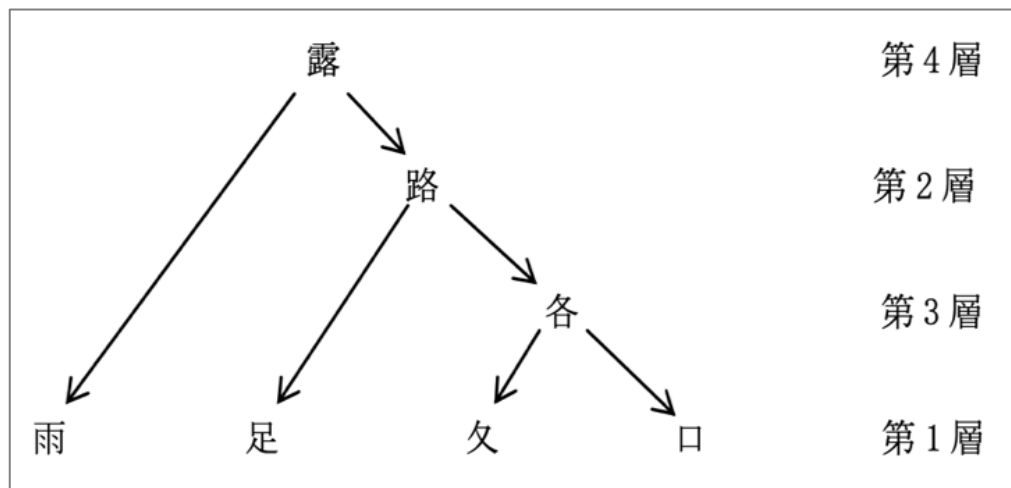 露 第4層
路 第2層
各 第3層
雨 足 夂 口 第1層